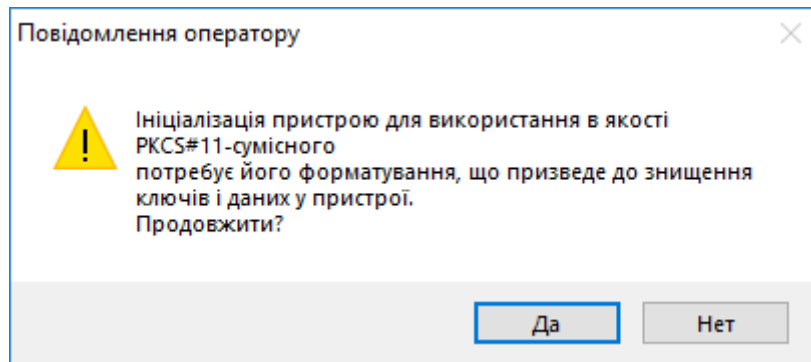 Повідомлення оператору
Ініціалізація пристрою для використання в якості
PKCS#11-сумісного
потребує його форматування, що призведе до знищення
ключів і даних у пристрої.
Продовжити?
Да
Нет